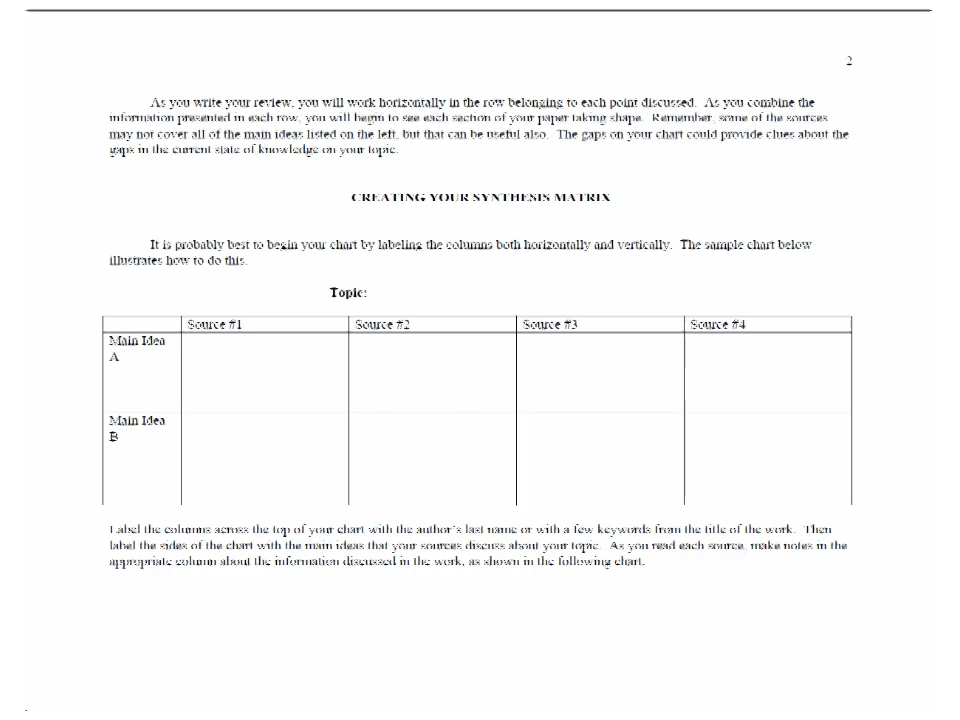 2
As you write your review, you will work horizontally in the row belonging to each point discussed. As you combine the
information presented in each row, you will begin to see each section of your paper taking shape. Remember, some of the sources
may not cover all of the main ideas listed on the left, but that can be useful also. The gaps on your chart could provide clues about the
gaps in the current state of knowledge on your topic.
CREATING YOUR SYNTHESIS MATRIX
It is probably best to begin your chart by labeling the columns both horizontally and vertically. The sample chart below
illustrates how to do this.
Topic:
Source #1 Source #2 Source #3 Source #4
Main Idea
A
Main Idea
B
Label the columns across the top of your chart with the author's last name or with a few keywords from the title of the work. Then
label the sides of the chart with the main ideas that your sources discuss about your topic. As you read each source, make notes in the
appropriate column about the information discussed in the work, as shown in the following chart.